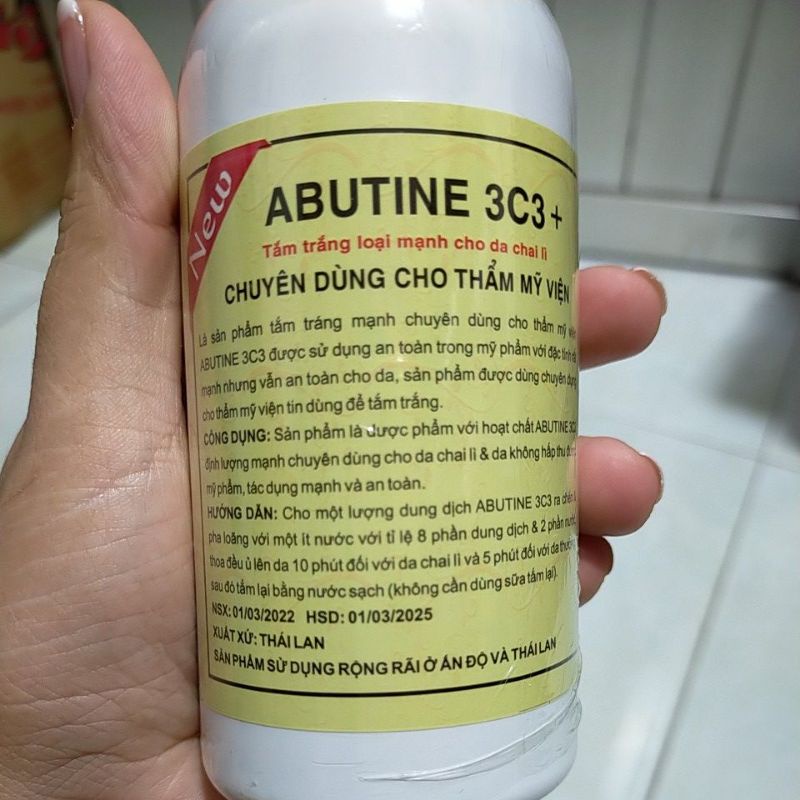 New
ABUTINE 3C3+
Tắm trắng loại mạnh cho da chai lì
CHUYÊN DÙNG CHO THẨM MỸ VIỆN
Là sản phẩm tắm tráng mạnh chuyên dùng cho thẩm mỹ viện
ABUTINE 3C3 được sử dụng an toàn trong mỹ phẩm với đặc tính
mạnh nhưng vẫn an toàn cho da, sản phẩm được dùng chuyên dụng
cho thẩm mỹ viện tin dùng để tắm trắng.
CÔNG DỤNG: Sản phẩm là dược phẩm với hoạt chất ABUTINE 3C3
định lượng mạnh chuyên dùng cho da chai lì & da không hấp thu được
mỹ phẩm, tác dụng mạnh và an toàn.
HƯỚNG DẪN: Cho một lượng dung dịch ABUTINE 3C3 ra chén &
pha loãng với một ít nước với tỉ lệ 8 phần dung dịch & 2 phần nước,
thoa đều ủ lên da 10 phút đối với da chai lì và 5 phút đối với da thường
sau đó tắm lại bằng nước sạch (không cần dùng sữa tắm lại).
NSX: 01/03/2022 HSD: 01/03/2025
XUẤT XỨ: THÁI LAN
SẢN PHẨM SỬ DỤNG RỘNG RÃI Ở ẤN ĐỘ VÀ THÁI LAN